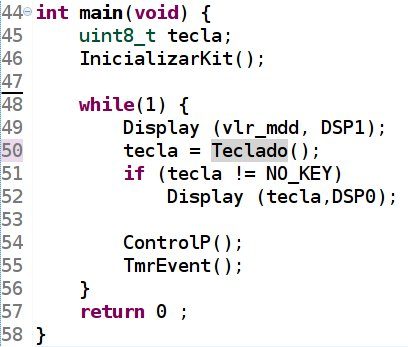 44 int main(void) {
45     uint8_t tecla;
46     InicializarKit();
47
48     while(1) {
49         Display (vlr_mdd, DSP1);
50         tecla = Teclado();
51         if (tecla != NO_KEY)
52             Display (tecla,DSP0);
53
54         ControlP();
55         TmrEvent();
56     }
57     return 0 ;
58 }